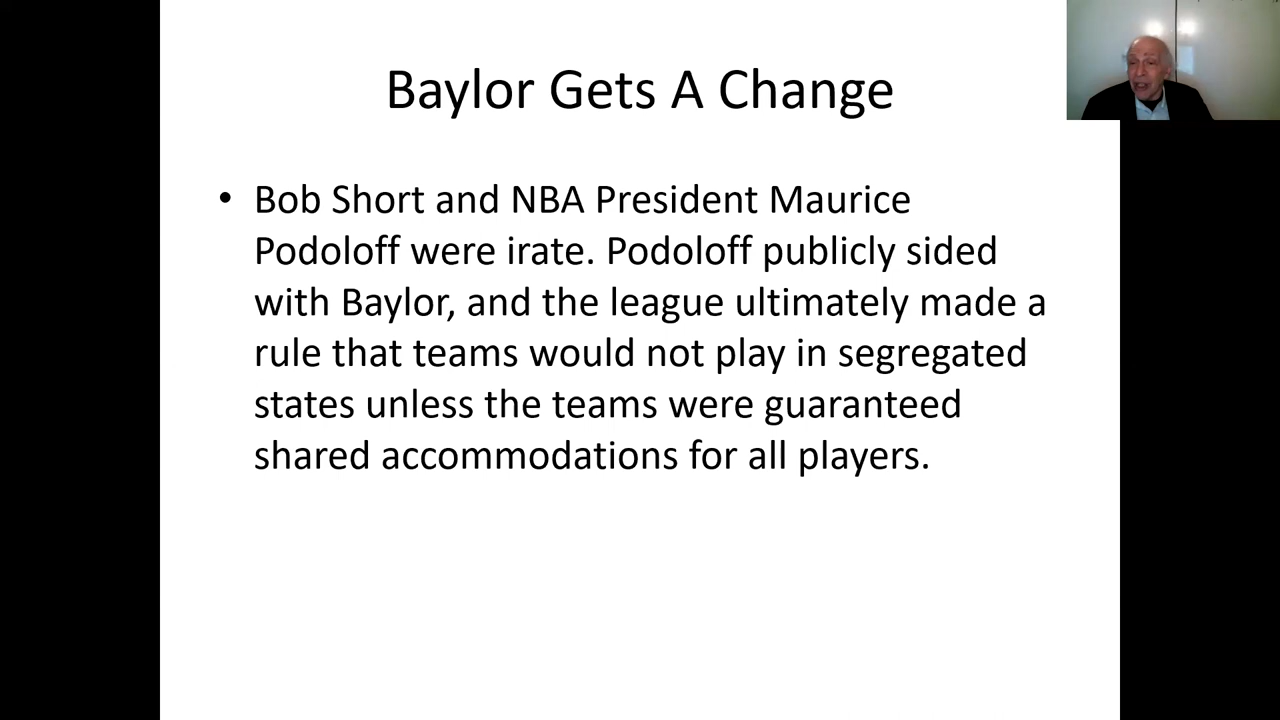 Baylor Gets A Change
• Bob Short and NBA President Maurice
Podoloff were irate. Podoloff publicly sided
with Baylor, and the league ultimately made a
rule that teams would not play in segregated
states unless the teams were guaranteed
shared accommodations for all players.